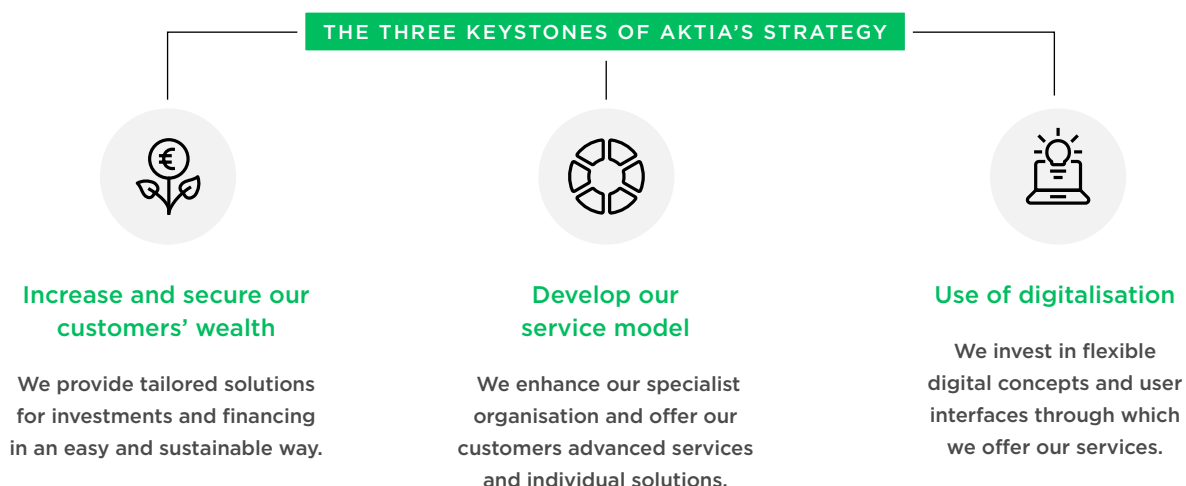 THE THREE KEYSTONES OF AKTIA'S STRATEGY
€
Increase and secure our
customers' wealth
We provide tailored solutions
for investments and financing
in an easy and sustainable way.
Develop our
service model
We enhance our specialist
organisation and offer our
customers advanced services
and individual solutions.
Use of digitalisation
We invest in flexible
digital concepts and user
interfaces through which
we offer our services.